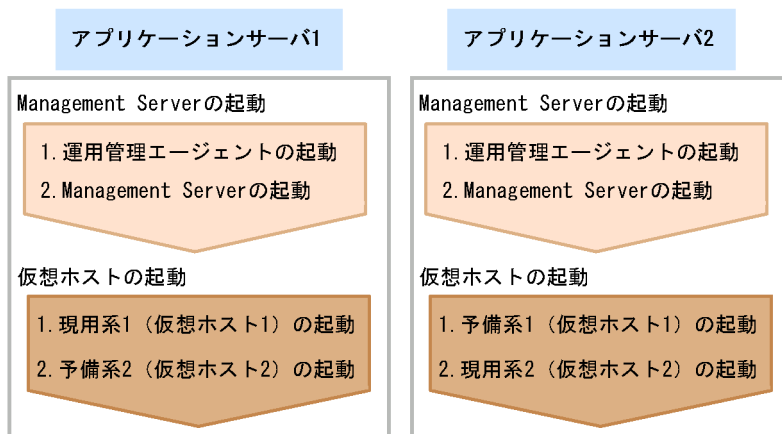 アプリケーションサーバ1
Management Serverの起動
1.運用管理エージェントの起動
2.Management Serverの起動
仮想ホストの起動
1.現用系1（仮想ホスト1）の起動
2.予備系2（仮想ホスト2）の起動
アプリケーションサーバ2
Management Serverの起動
1.運用管理エージェントの起動
2.Management Serverの起動
仮想ホストの起動
1.予備系1（仮想ホスト1）の起動
2.現用系2（仮想ホスト2）の起動